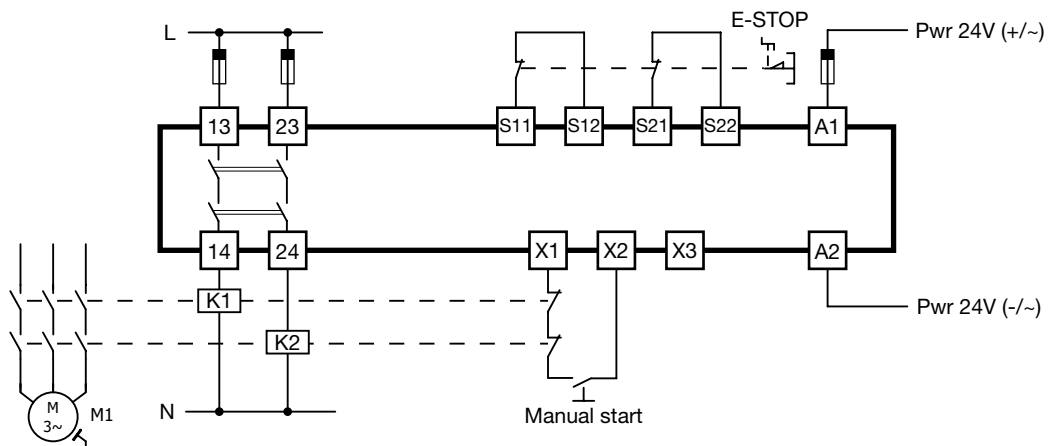 E-STOP
L
Pwr 24V (+/~)
13
23
S11
S12
S21
S22
A1
14
24
X1
X2
X3
A2
K1
Pwr 24V (-/~)
K2
M
3~
M1
N
Manual start